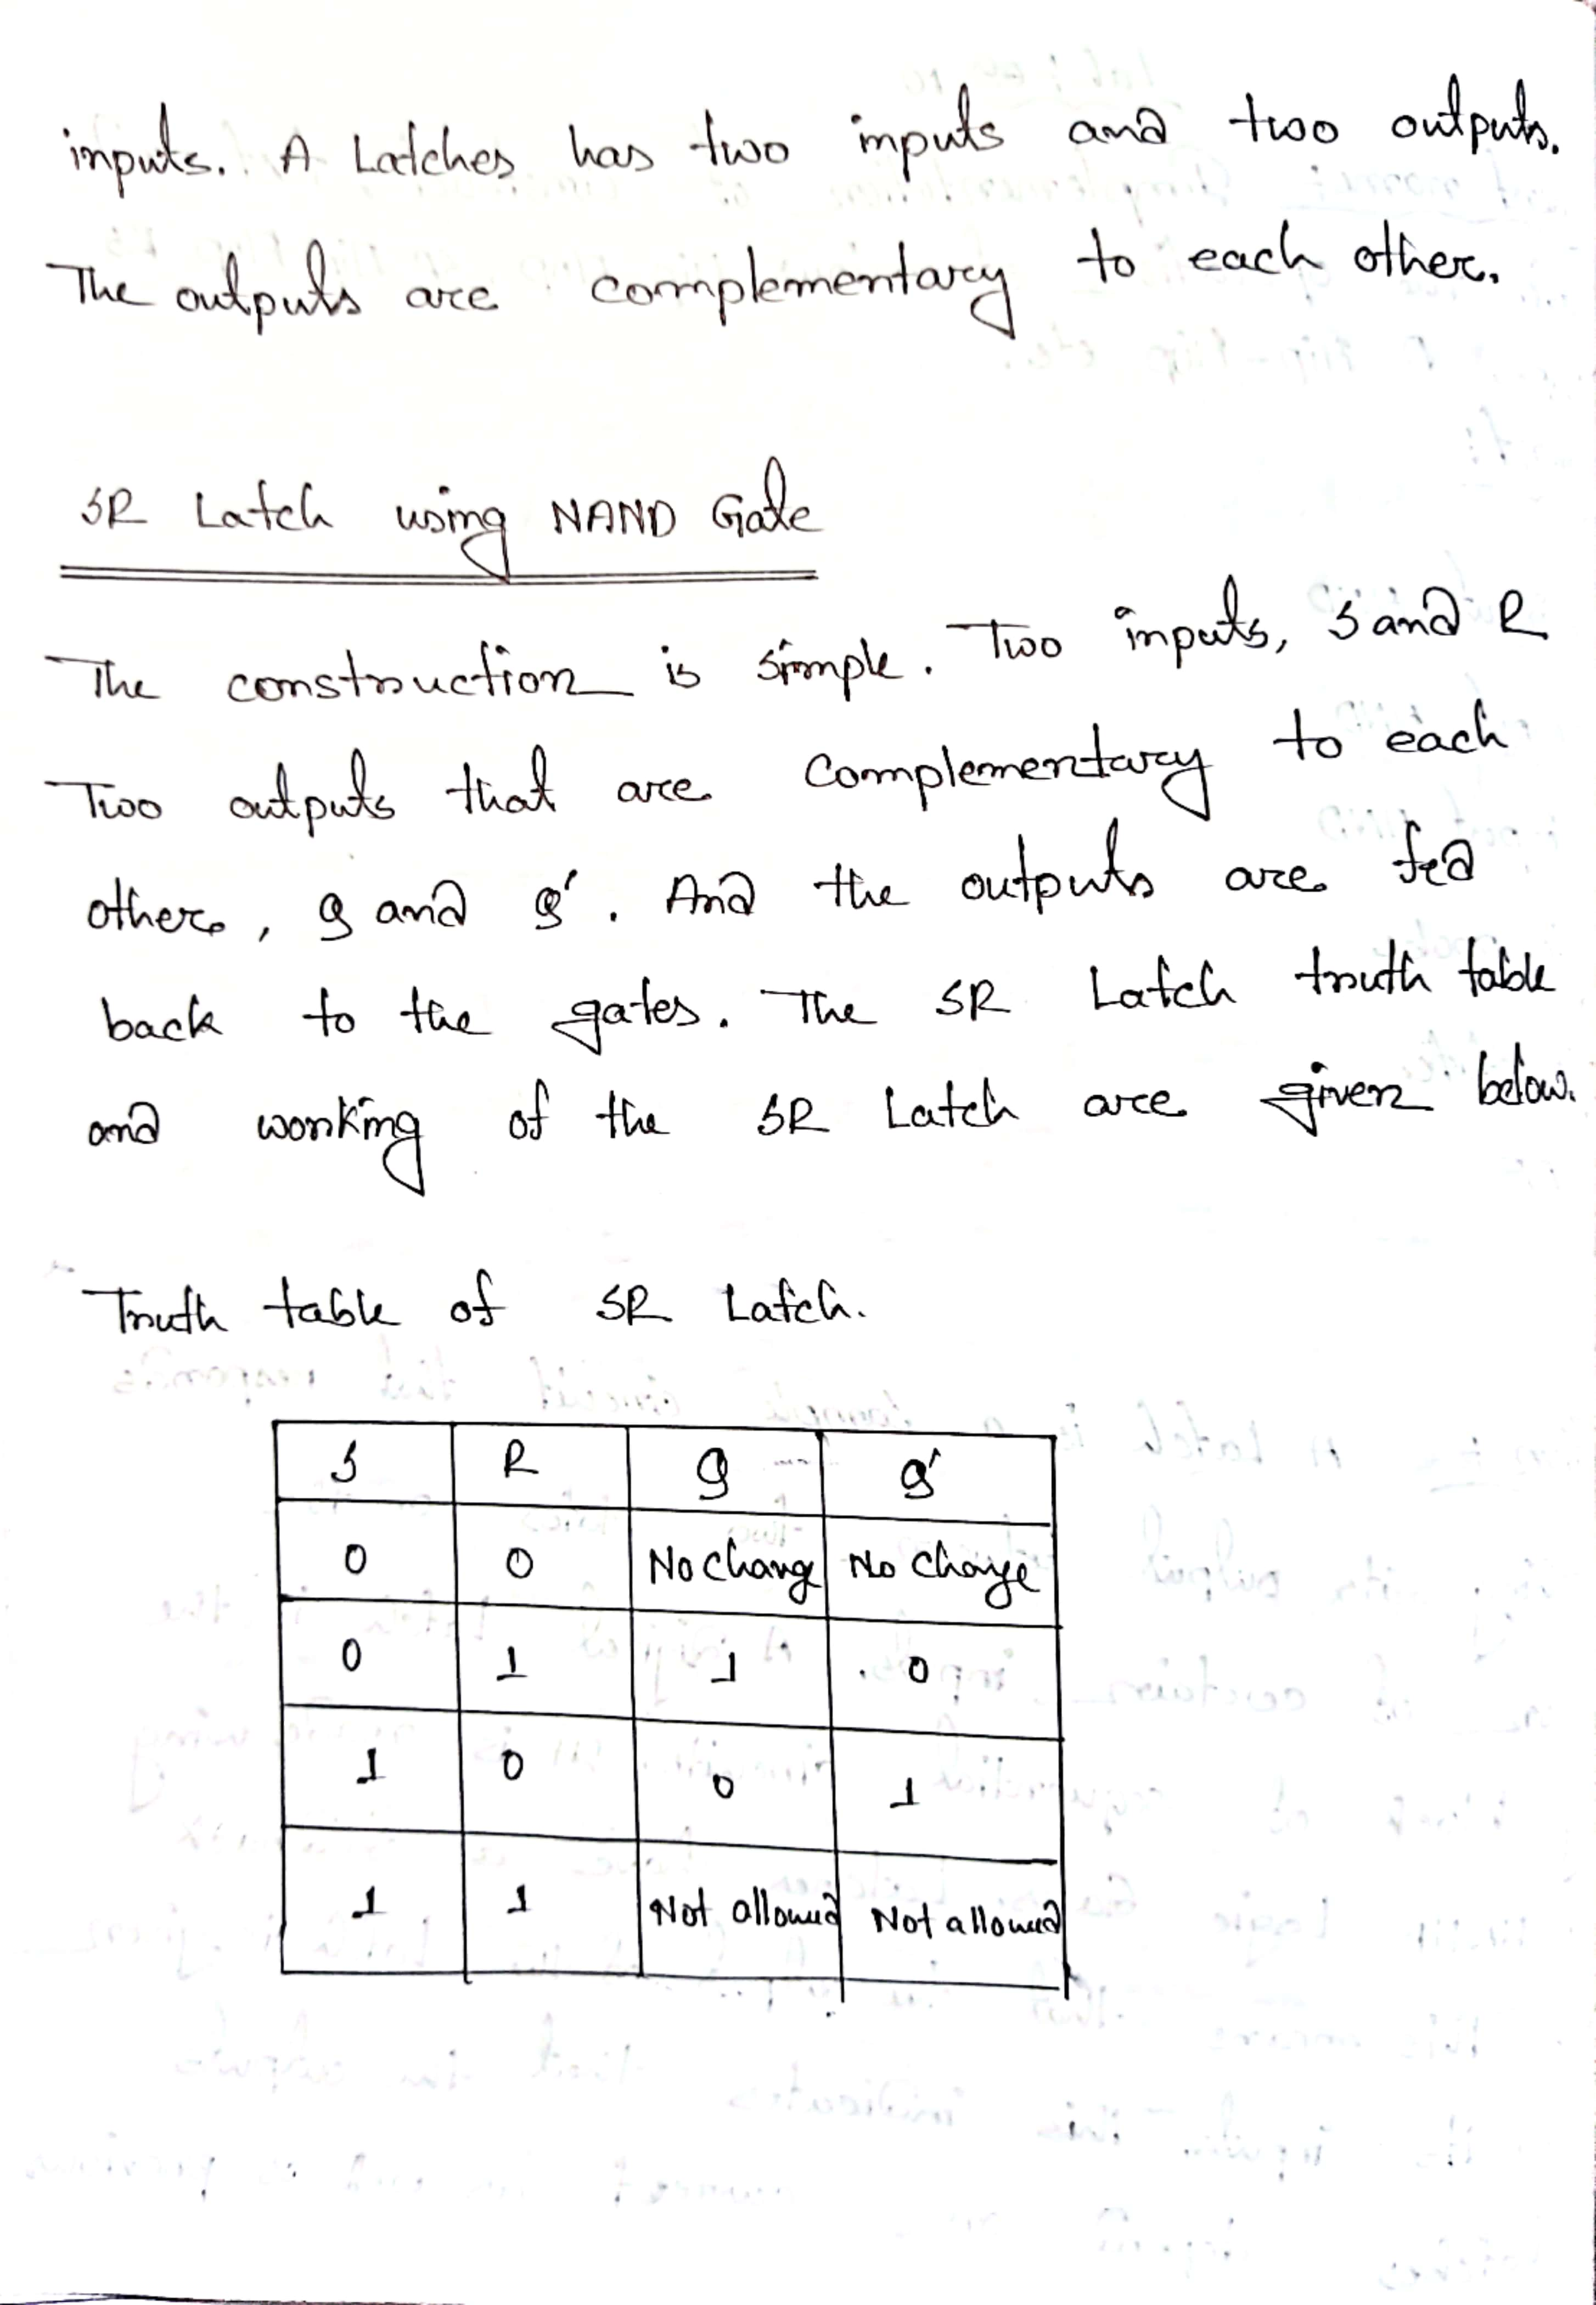 inputs. A Latches has two inputs and two outputs.
The outputs are complementary to each other.
SR Latch using NAND Gate
The construction is simple. Two inputs, S and R
Two outputs that are complementary to each
others, Q and Q'. And the outputs are fed
back to the gates. The SR Latch truth table
and working of the SR Latch are given below.
Truth table of SR Latch.
S R Q Q'
0 0 No chang No change
0 1 1 0
1 0 0 1
1 1 Not allowed Not allowed